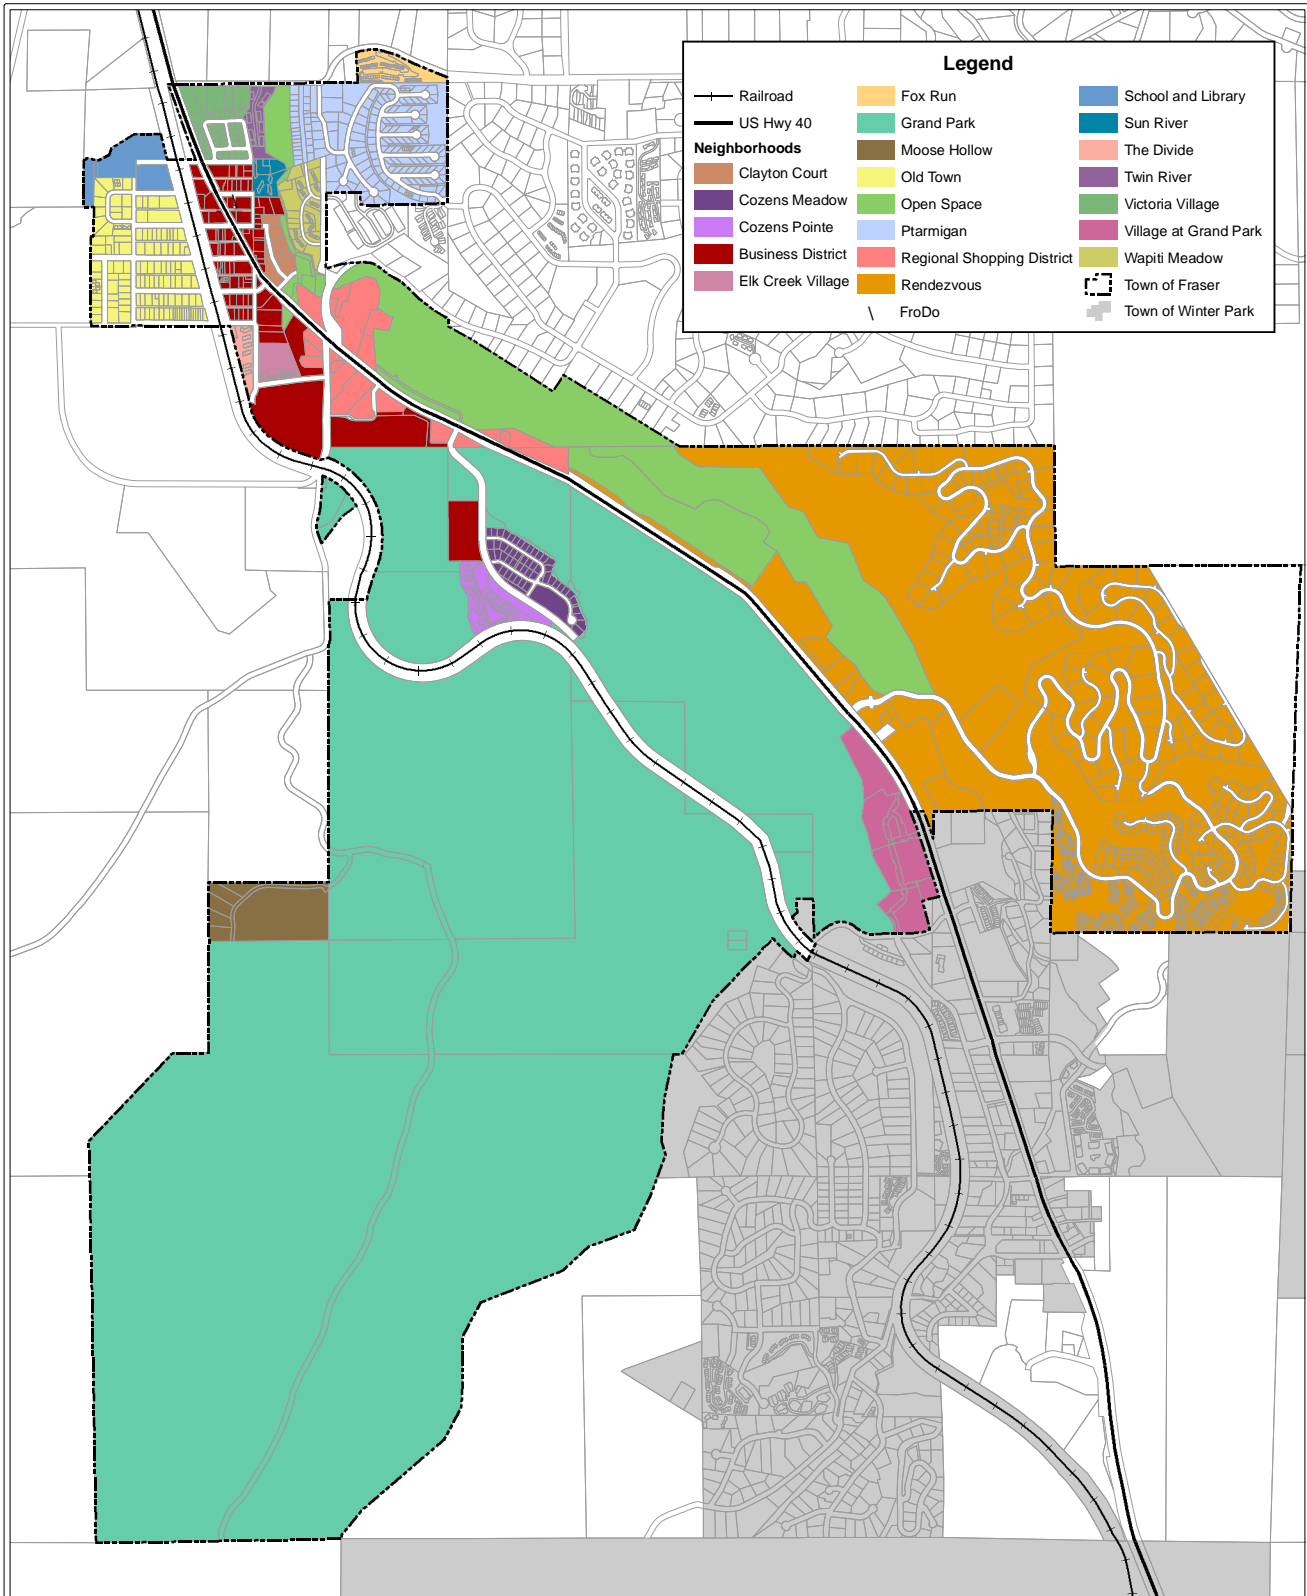 Legend
Railroad
US Hwy 40
Neighborhoods
Clayton Court
Cozens Meadow
Cozens Pointe
Business District
Elk Creek Village
Fox Run
Grand Park
Moose Hollow
Old Town
Open Space
Ptarmigan
Regional Shopping District
Rendezvous
\ FroDo
School and Library
Sun River
The Divide
Twin River
Victoria Village
Village at Grand Park
Wapiti Meadow
Town of Fraser
Town of Winter Park